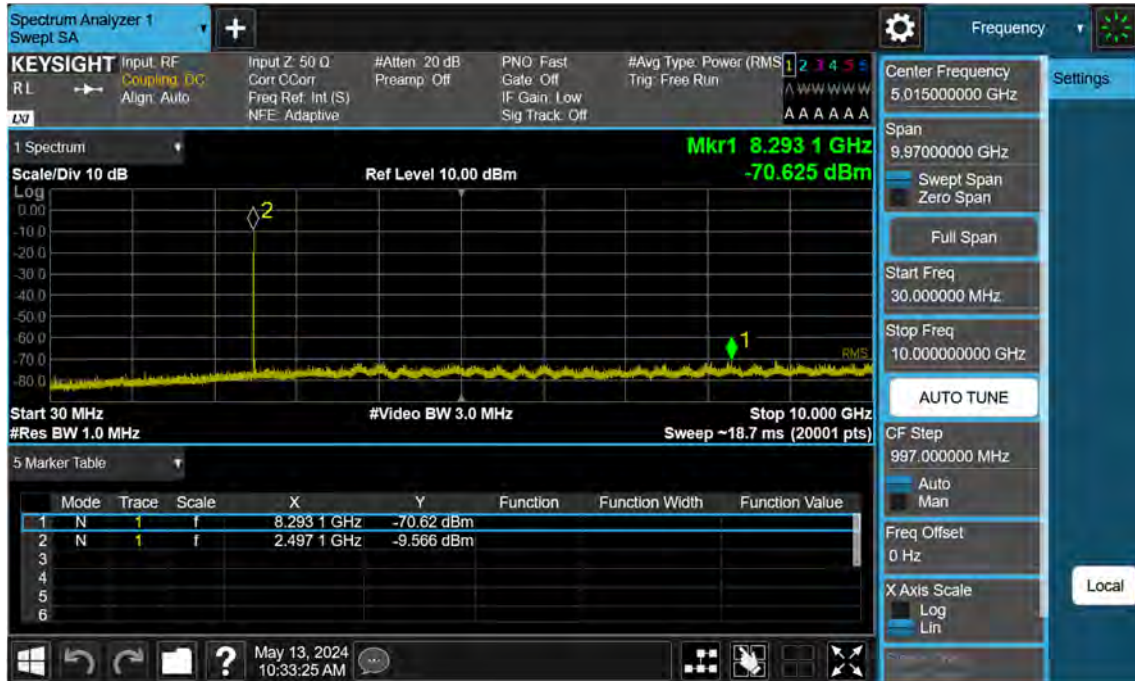 Spectrum Analyzer 1
Swept SA
+
Frequency
KEYSIGHT
Input: RF
Input Z: 50 Ω
#Atten: 20 dB
PNO: Fast
#Avg Type: Power (RMS
1 2 3 4 5 6
RL
Coupling: DC
Corr CCorr
Preamp: Off
Gate: Off
Trig: Free Run
Align: Auto
Freq Ref: Int (S)
IF Gain: Low
A W W W W W
LXI
NFE: Adaptive
Sig Track: Off
A A A A A A
Center Frequency
5.015000000 GHz
Settings
1 Spectrum
Mkr1 8.293 1 GHz
Scale/Div 10 dB
Ref Level 10.00 dBm
-70.625 dBm
Log
0.00
-10.0
-20.0
-30.0
-40.0
-50.0
-60.0
-70.0
-80.0
2
1
RMS
Start 30 MHz
#Video BW 3.0 MHz
Stop 10.000 GHz
#Res BW 1.0 MHz
Sweep ~18.7 ms (20001 pts)
Span
9.97000000 GHz
Swept Span
Zero Span
Full Span
Start Freq
30.000000 MHz
Stop Freq
10.000000000 GHz
AUTO TUNE
CF Step
997.000000 MHz
Auto
Man
Freq Offset
0 Hz
X Axis Scale
Log
Lin
Local
5 Marker Table
Mode Trace Scale X Y Function Function Width Function Value
1 N 1 f 8.293 1 GHz -70.62 dBm
2 N 1 f 2.497 1 GHz -9.566 dBm
3
4
5
6
?
May 13, 2024
10:33:25 AM